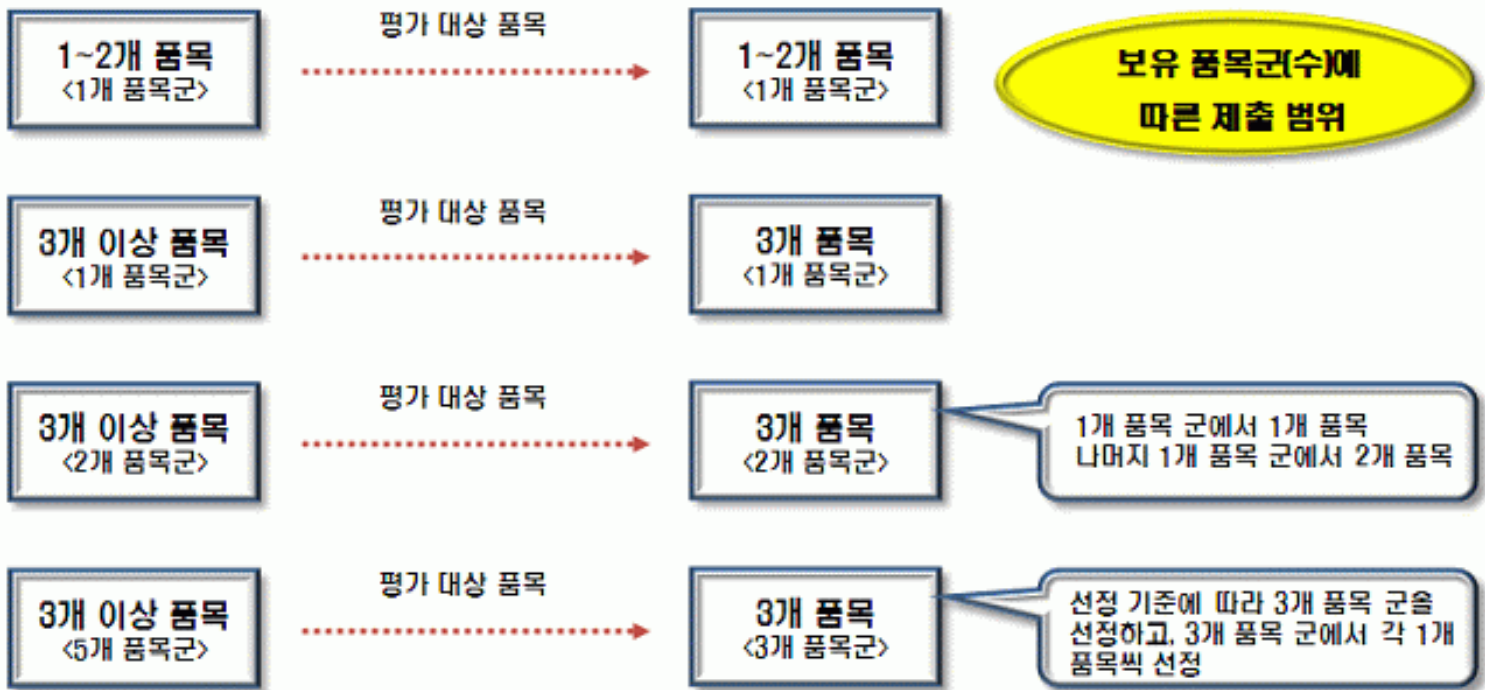 평가 대상 품목
1~2개 품목
<1개 품목군>
1~2개 품목
<1개 품목군>
보유 품목군(수)에
따른 제출 범위
평가 대상 품목
3개 이상 품목
<1개 품목군>
3개 품목
<1개 품목군>
평가 대상 품목
3개 이상 품목
<2개 품목군>
3개 품목
<2개 품목군>
1개 품목 군에서 1개 품목
나머지 1개 품목 군에서 2개 품목
평가 대상 품목
3개 이상 품목
<5개 품목군>
3개 품목
<3개 품목군>
선정 기준에 따라 3개 품목 군을
선정하고, 3개 품목 군에서 각 1개
품목씩 선정